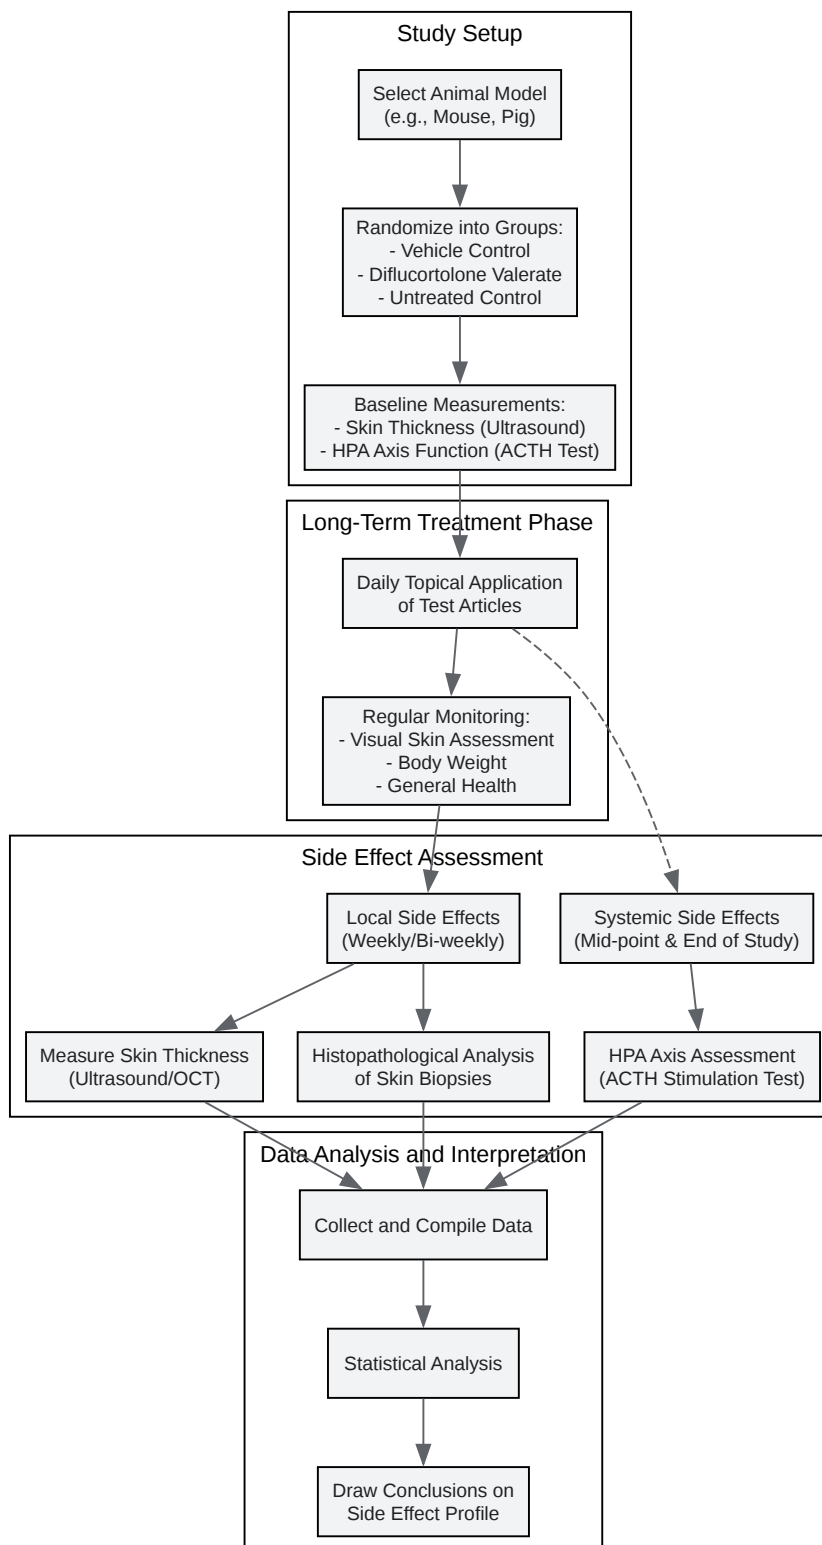 Study Setup
Select Animal Model
(e.g., Mouse, Pig)
Randomize into Groups:
- Vehicle Control
- Diflucortolone Valerate
- Untreated Control
Baseline Measurements:
- Skin Thickness (Ultrasound)
- HPA Axis Function (ACTH Test)
Long-Term Treatment Phase
Daily Topical Application
of Test Articles
Regular Monitoring:
- Visual Skin Assessment
- Body Weight
- General Health
Side Effect Assessment
Local Side Effects
(Weekly/Bi-weekly)
Systemic Side Effects
(Mid-point & End of Study)
Measure Skin Thickness
(Ultrasound/OCT)
Histopathological Analysis
of Skin Biopsies
HPA Axis Assessment
(ACTH Stimulation Test)
Data Analysis and Interpretation
Collect and Compile Data
Statistical Analysis
Draw Conclusions on
Side Effect Profile